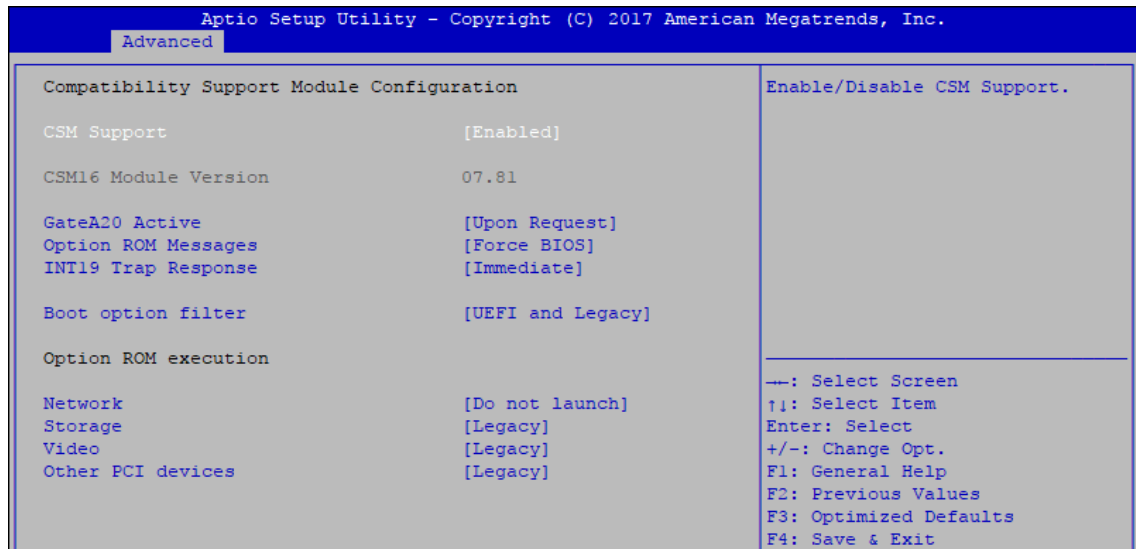 Aptio Setup Utility - Copyright (C) 2017 American Megatrends, Inc.
Advanced
Compatibility Support Module Configuration
CSM Support [Enabled]
CSM16 Module Version 07.81
GateA20 Active [Upon Request]
Option ROM Messages [Force BIOS]
INT19 Trap Response [Immediate]
Boot option filter [UEFI and Legacy]
Option ROM execution
Network [Do not launch]
Storage [Legacy]
Video [Legacy]
Other PCI devices [Legacy]
Enable/Disable CSM Support.
→←: Select Screen
↑↓: Select Item
Enter: Select
+/-: Change Opt.
F1: General Help
F2: Previous Values
F3: Optimized Defaults
F4: Save & Exit